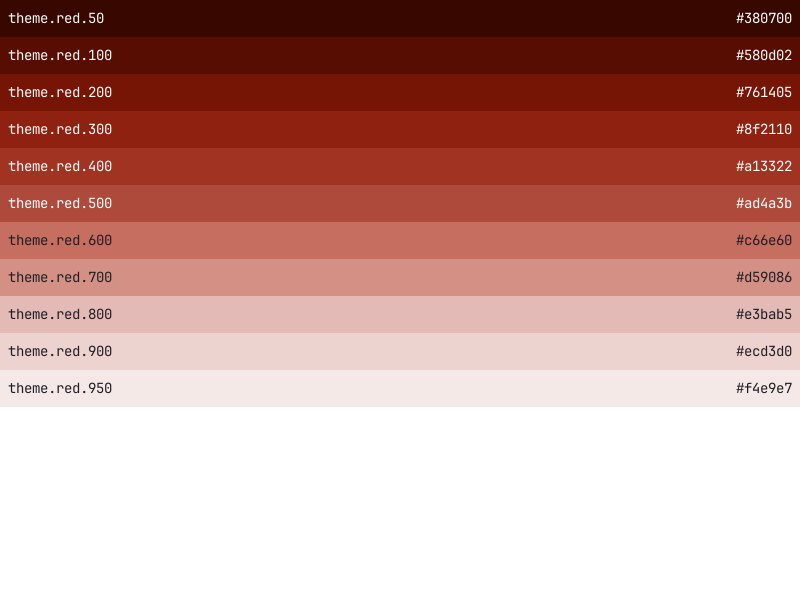 theme.red.50 #380700
theme.red.100 #580d02
theme.red.200 #761405
theme.red.300 #8f2110
theme.red.400 #a13322
theme.red.500 #ad4a3b
theme.red.600 #c66e60
theme.red.700 #d59086
theme.red.800 #e3bab5
theme.red.900 #ecd3d0
theme.red.950 #f4e9e7